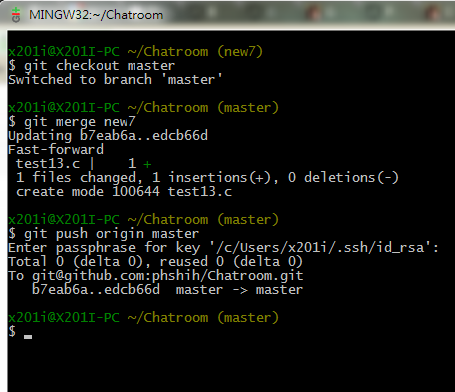 MINGW32:~/Chatroom
x201i@X201I-PC ~/Chatroom (new7)
$ git checkout master
Switched to branch 'master'
x201i@X201I-PC ~/Chatroom (master)
$ git merge new7
Updating b7eab6a..edcb66d
Fast-forward
 test13.c |    1 +
 1 files changed, 1 insertions(+), 0 deletions(-)
 create mode 100644 test13.c
x201i@X201I-PC ~/Chatroom (master)
$ git push origin master
Enter passphrase for key '/c/Users/x201i/.ssh/id_rsa':
Total 0 (delta 0), reused 0 (delta 0)
To git@github.com:phshih/Chatroom.git
   b7eab6a..edcb66d  master -> master
x201i@X201I-PC ~/Chatroom (master)
$